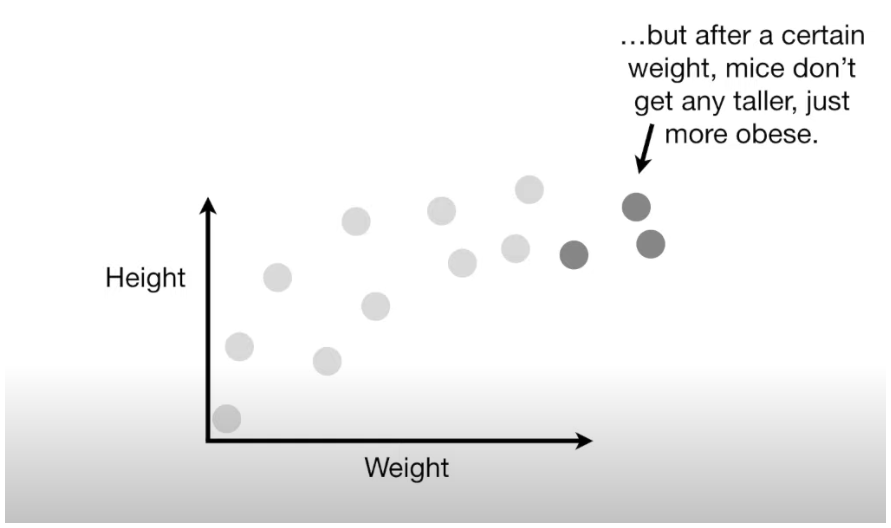 …but after a certain
weight, mice don’t
get any taller, just
more obese.
Height
Weight